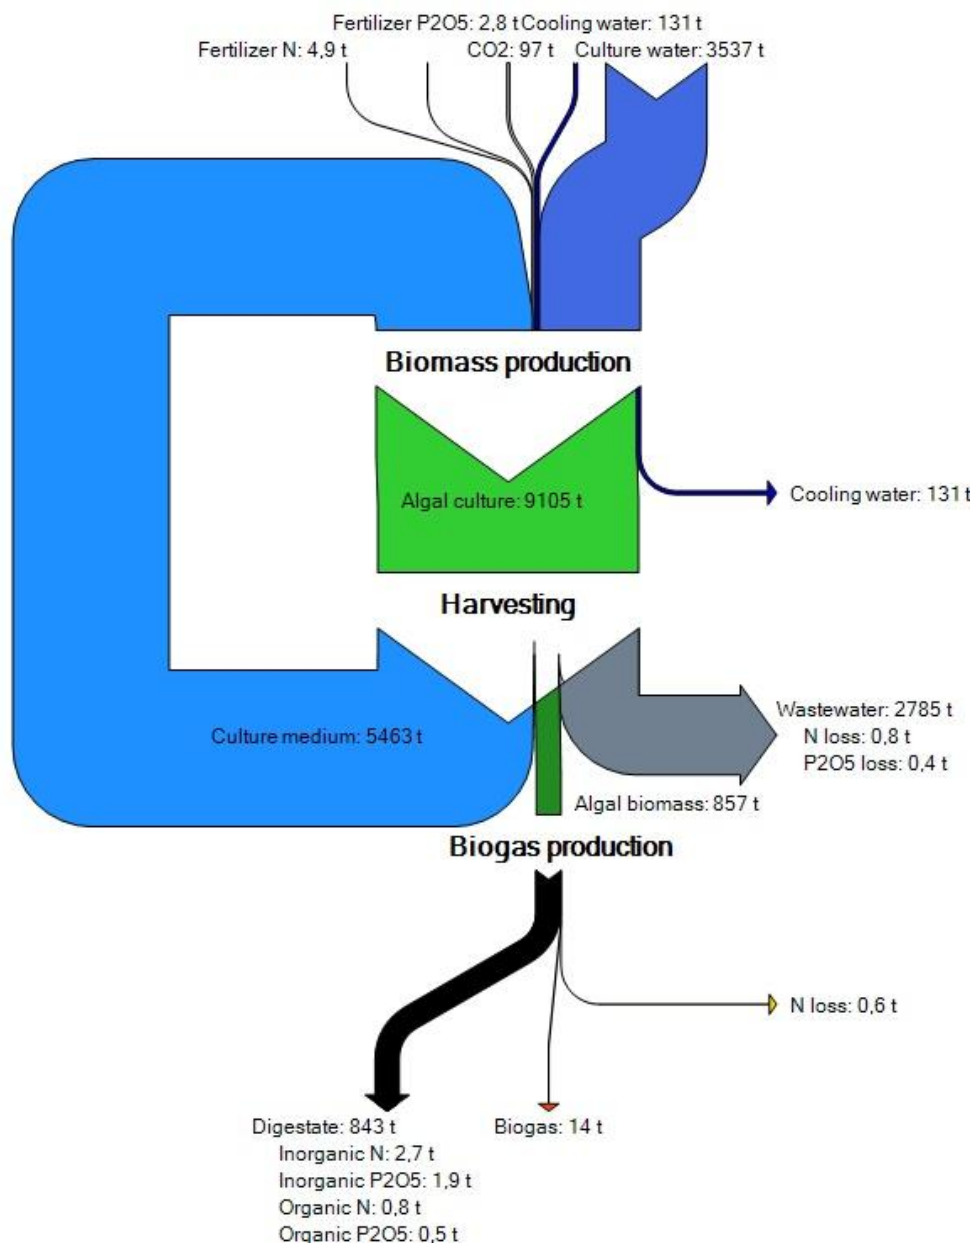 Fertilizer P2O5: 2,8 t Cooling water: 131 t
Fertilizer N: 4,9 t CO2: 97 t Culture water: 3537 t
Biomass production
Algal culture: 9105 t
Cooling water: 131 t
Harvesting
Culture medium: 5463 t
Wastewater: 2785 t
N loss: 0,8 t
P2O5 loss: 0,4 t
Algal biomass: 857 t
Biogas production
N loss: 0,6 t
Digestate: 843 t
Inorganic N: 2,7 t
Inorganic P2O5: 1,9 t
Organic N: 0,8 t
Organic P2O5: 0,5 t
Biogas: 14 t